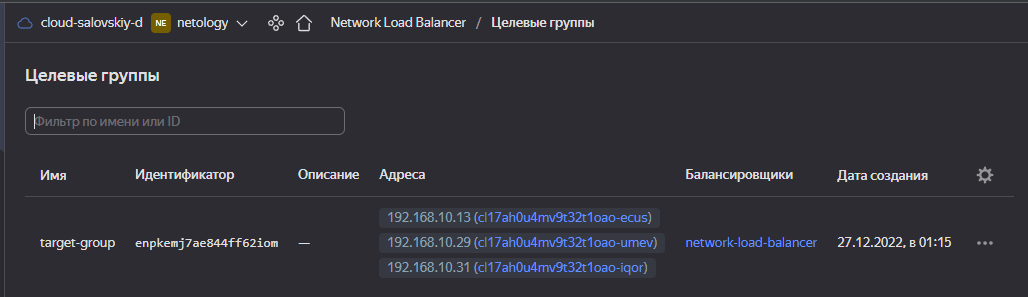 cloud-salovskiy-d NE netology Network Load Balancer / Целевые группы
Целевые группы
Фильтр по имени или ID
Имя Идентификатор Описание Адреса Балансировщики Дата создания
192.168.10.13 (cl17ah0u4mv9t32t1oao-ecus)
target-group enpkemj7ae844ff62iom — 192.168.10.29 (cl17ah0u4mv9t32t1oao-umev) network-load-balancer 27.12.2022, в 01:15
192.168.10.31 (cl17ah0u4mv9t32t1oao-iqor)